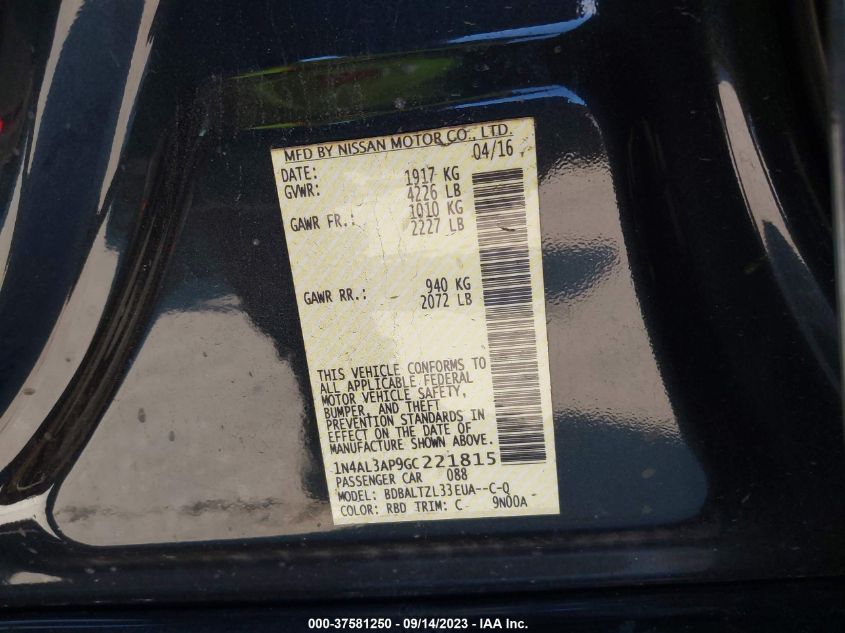 MFD BY NISSAN MOTOR CO., LTD.
DATE: 04/16
GVWR: 1917 KG
4226 LB
GAWR FR.: 1010 KG
2227 LB
GAWR RR.: 940 KG
2072 LB
THIS VEHICLE CONFORMS TO
ALL APPLICABLE FEDERAL
MOTOR VEHICLE SAFETY,
BUMPER, AND THEFT
PREVENTION STANDARDS IN
EFFECT ON THE DATE OF
MANUFACTURE SHOWN ABOVE.
1N4AL3AP9GC221815
PASSENGER CAR 088
MODEL: BDBALTZL33EUA--C-Q
COLOR: RBD TRIM: C- 9N00A
000-37581250 - 09/14/2023 - IAA Inc.